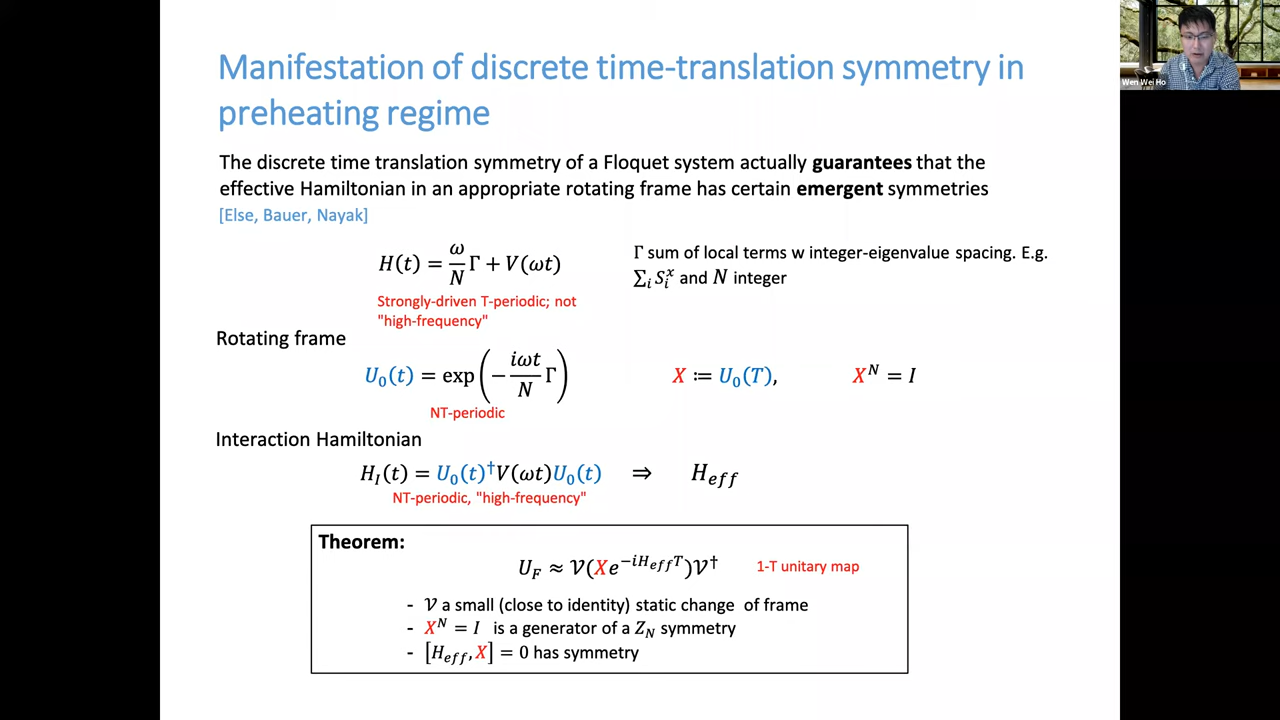 Manifestation of discrete time-translation symmetry in
preheating regime
The discrete time translation symmetry of a Floquet system actually guarantees that the
effective Hamiltonian in an appropriate rotating frame has certain emergent symmetries
[Else, Bauer, Nayak]
H(t) = ω/N Γ + V(ωt)
Γ sum of local terms w integer-eigenvalue spacing. E.g.
∑ᵢ Sᵢˣ and N integer
Strongly-driven T-periodic; not
"high-frequency"
Rotating frame
U₀(t) = exp(−iωt/N Γ)
X ≔ U₀(T), Xᴺ = I
NT-periodic
Interaction Hamiltonian
H_I(t) = U₀(t)†V(ωt)U₀(t) ⇒ H_eff
NT-periodic, "high-frequency"
Theorem:
U_F ≈ 𝒱(Xe^{−iH_eff T})𝒱† 1-T unitary map
- 𝒱 a small (close to identity) static change of frame
- Xᴺ = I is a generator of a Z_N symmetry
- [H_eff, X] = 0 has symmetry
Wen Wei Ho